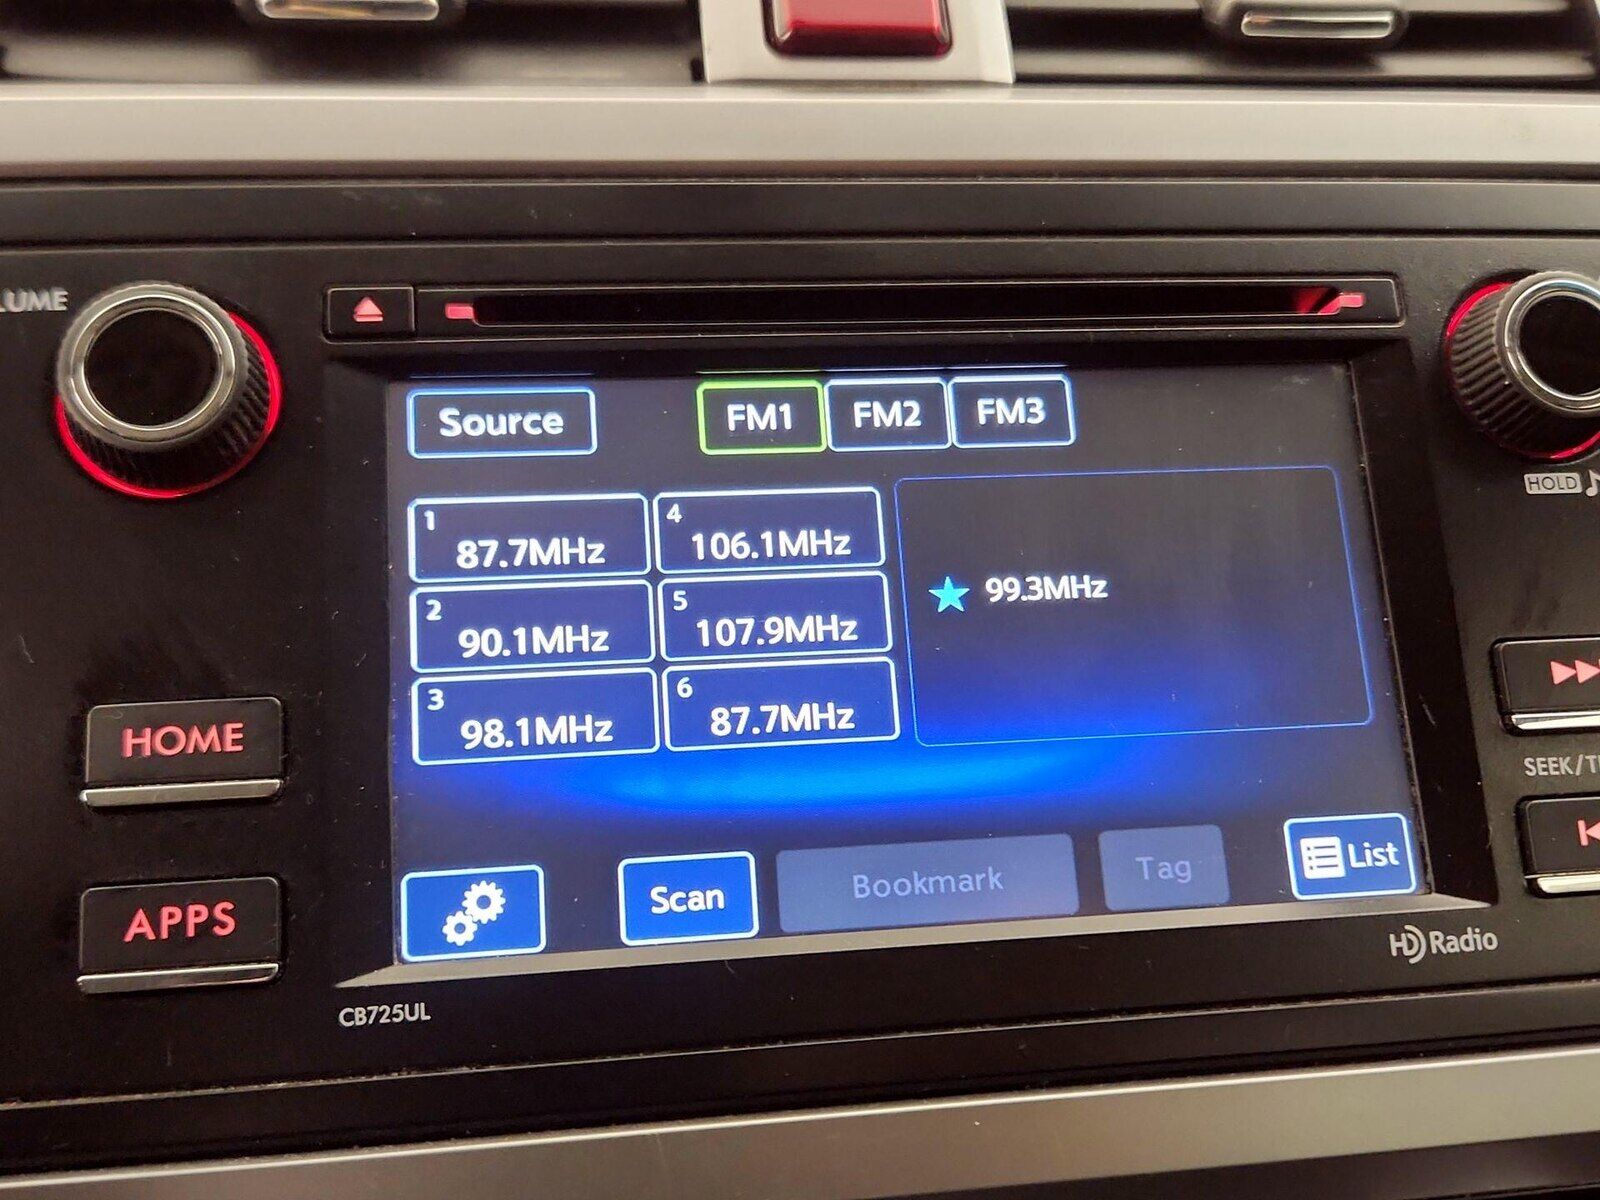 LUME
Source
FM1
FM2
FM3
HOLD
1
87.7MHz
4
106.1MHz
2
90.1MHz
5
107.9MHz
3
98.1MHz
6
87.7MHz
99.3MHz
HOME
SEEK/T
APPS
Scan
Bookmark
Tag
List
HD Radio
CB725UL